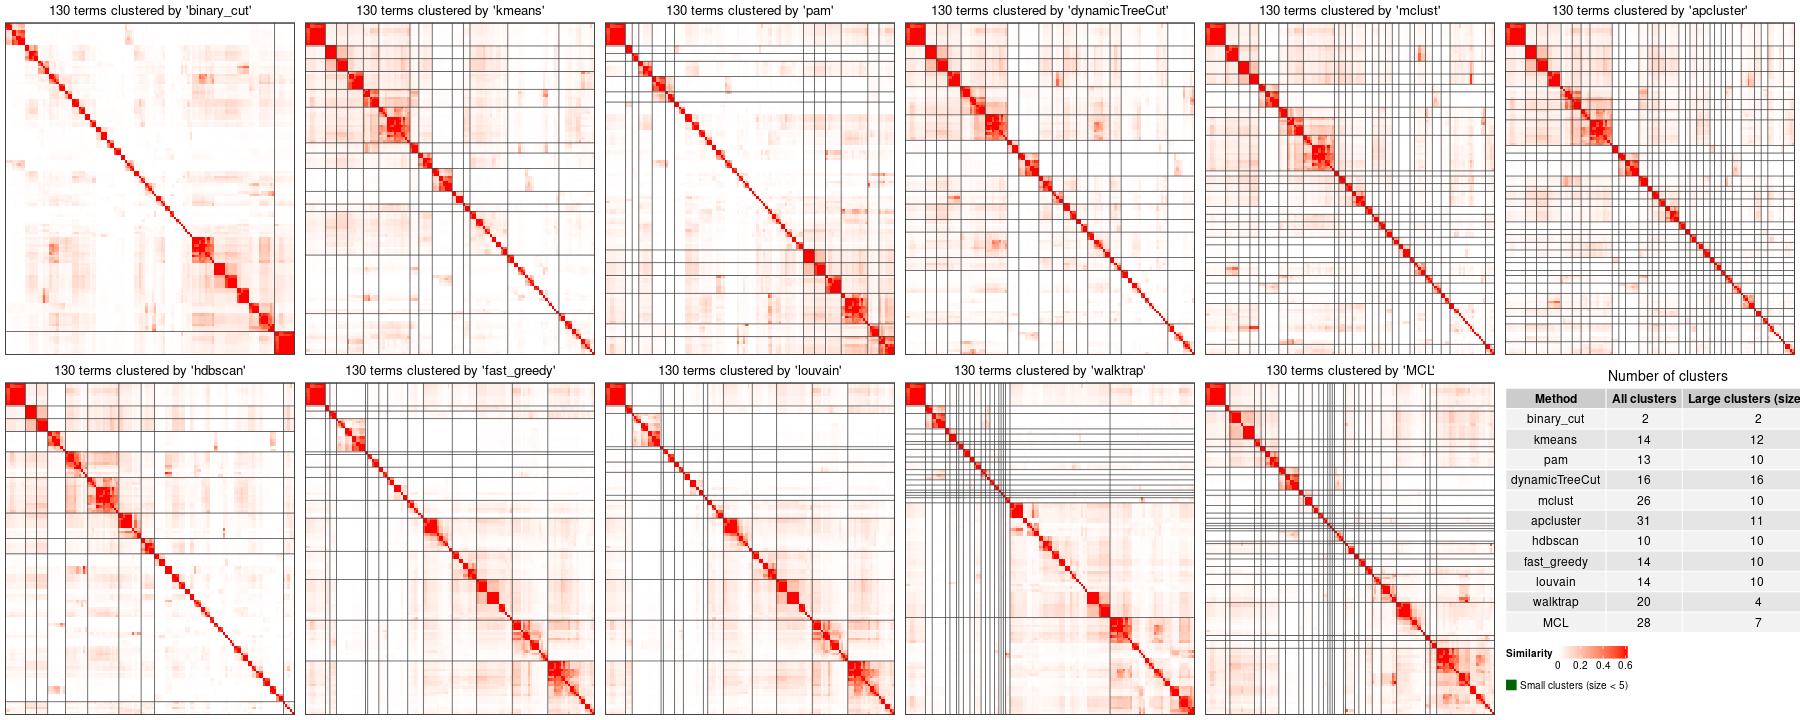 130 terms clustered by 'binary_cut'
130 terms clustered by 'kmeans'
130 terms clustered by 'pam'
130 terms clustered by 'dynamicTreeCut'
130 terms clustered by 'mclust'
130 terms clustered by 'apcluster'
130 terms clustered by 'hdbscan'
130 terms clustered by 'fast_greedy'
130 terms clustered by 'louvain'
130 terms clustered by 'walktrap'
130 terms clustered by 'MCL'
Number of clusters
Method All clusters Large clusters (size
binary_cut 2 2
kmeans 14 12
pam 13 10
dynamicTreeCut 16 16
mclust 26 10
apcluster 31 11
hdbscan 10 10
fast_greedy 14 10
louvain 14 10
walktrap 20 4
MCL 28 7
Similarity
0 0.2 0.4 0.6
Small clusters (size < 5)